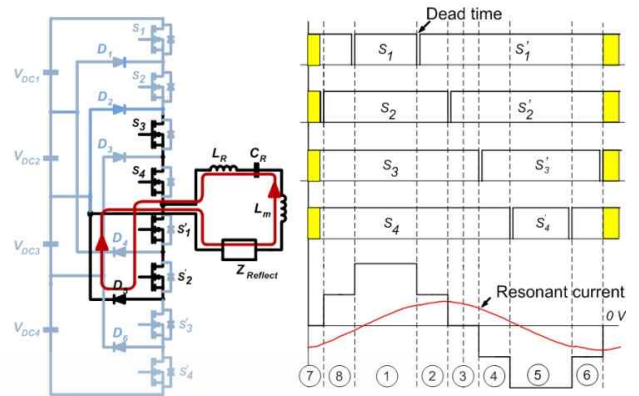 S1
D1
VDC1
S2
D2
S3
VDC2
D3
S4
LR
CR
Lm
S'1
VDC3
D4
ZReflect
S'2
D5
VDC4
D6
S'3
S'4
Dead time
S1
S'1
S2
S'2
S3
S'3
S4
S'4
Resonant current
0 V
7
8
1
2
3
4
5
6